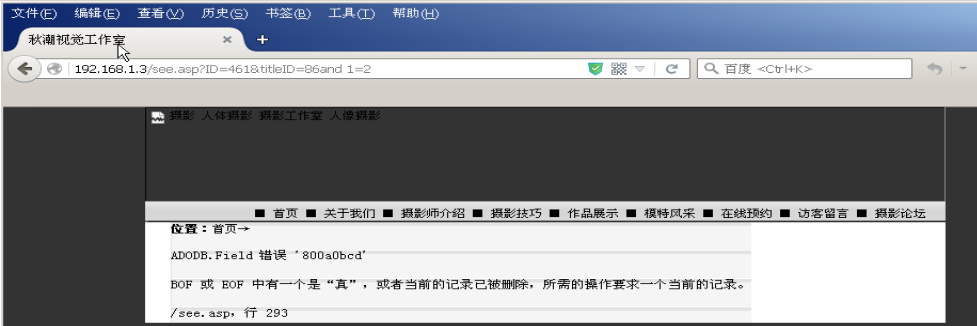 文件(F) 编辑(E) 查看(V) 历史(S) 书签(B) 工具(T) 帮助(H)
秋潮视觉工作室 × +
192.168.1.3/see.asp?ID=461&titleID=86and 1=2 百度 <Ctrl+K>
摄影 人体摄影 摄影工作室 人像摄影
■ 首页 ■ 关于我们 ■ 摄影师介绍 ■ 摄影技巧 ■ 作品展示 ■ 模特风采 ■ 在线预约 ■ 访客留言 ■ 摄影论坛
位置：首页→
ADODB.Field 错误 '800a0bcd'
BOF 或 EOF 中有一个是“真”，或者当前的记录已被删除，所需的操作要求一个当前的记录。
/see.asp，行 293